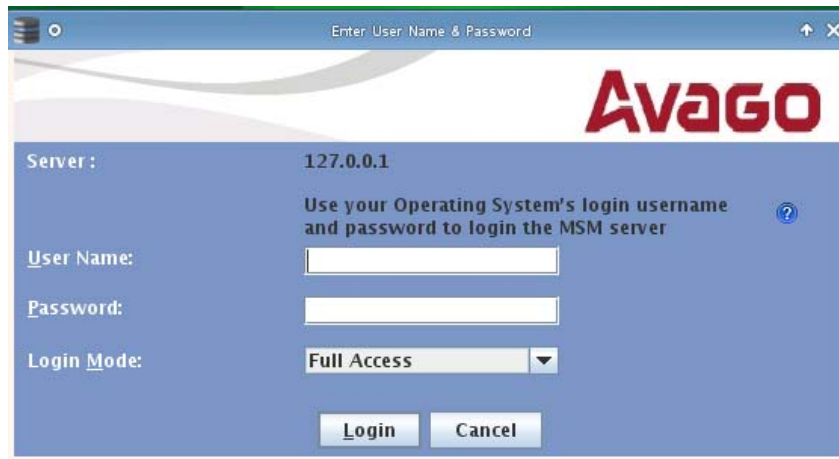 Enter User Name & Password
Avago
Server :
127.0.0.1
Use your Operating System's login username
and password to login the MSM server
?
User Name:
Password:
Login Mode:
Full Access
Login
Cancel